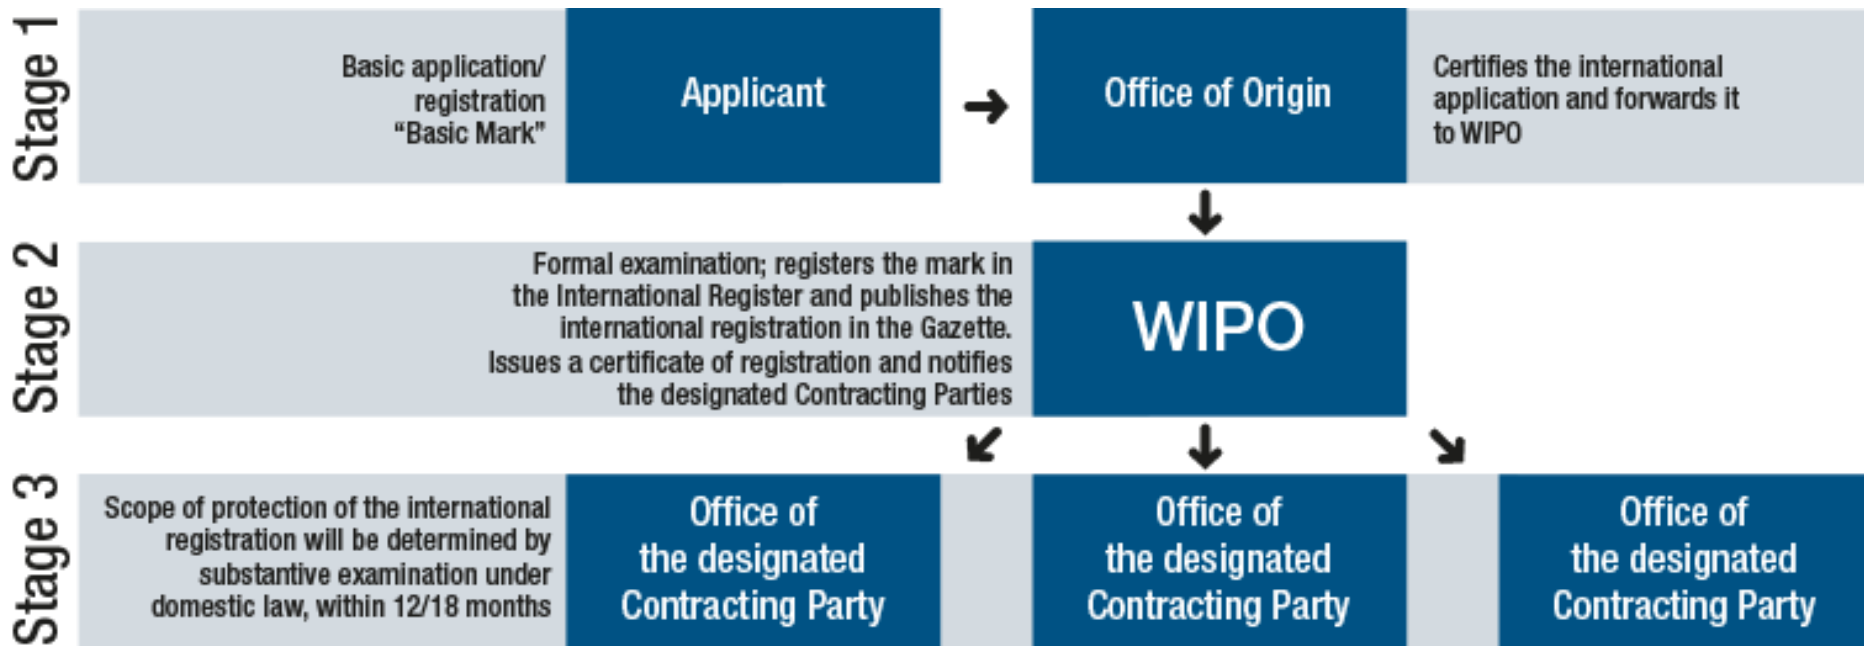 Stage 1
Basic application/
registration
“Basic Mark”
Applicant
Office of Origin
Certifies the international
application and forwards it
to WIPO
Stage 2
Formal examination; registers the mark in
the International Register and publishes the
international registration in the Gazette.
Issues a certificate of registration and notifies
the designated Contracting Parties
WIPO
Stage 3
Scope of protection of the international
registration will be determined by
substantive examination under
domestic law, within 12/18 months
Office of
the designated
Contracting Party
Office of
the designated
Contracting Party
Office of
the designated
Contracting Party